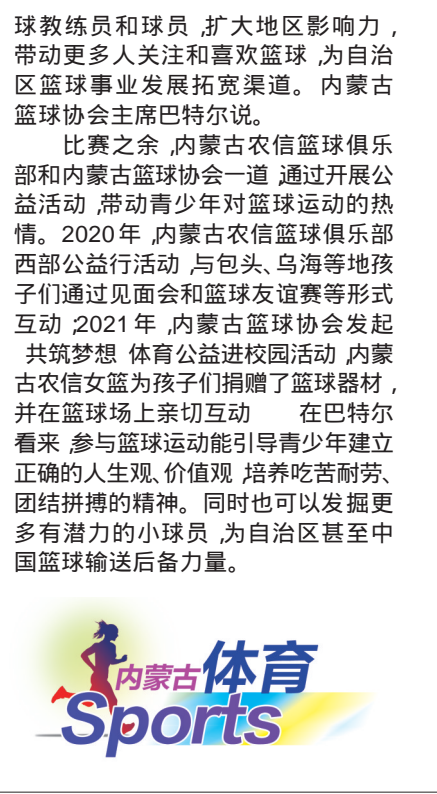 球教练员和球员,扩大地区影响力,
带动更多人关注和喜欢篮球,为自治
区篮球事业发展拓宽渠道。内蒙古
篮球协会主席巴特尔说。
比赛之余,内蒙古农信篮球俱乐
部和内蒙古篮球协会一道,通过开展公
益活动,带动青少年对篮球运动的热
情。2020年,内蒙古农信篮球俱乐部
西部公益行活动,与包头、乌海等地孩
子们通过见面会和篮球友谊赛等形式
互动;2021年,内蒙古篮球协会发起
共筑梦想 体育公益进校园活动,内蒙
古农信女篮为孩子们捐赠了篮球器材,
并在篮球场上亲切互动 在巴特尔
看来,参与篮球运动能引导青少年建立
正确的人生观、价值观,培养吃苦耐劳、
团结拼搏的精神。同时也可以发掘更
多有潜力的小球员,为自治区甚至中
国篮球输送后备力量。
内蒙古体育
Sports